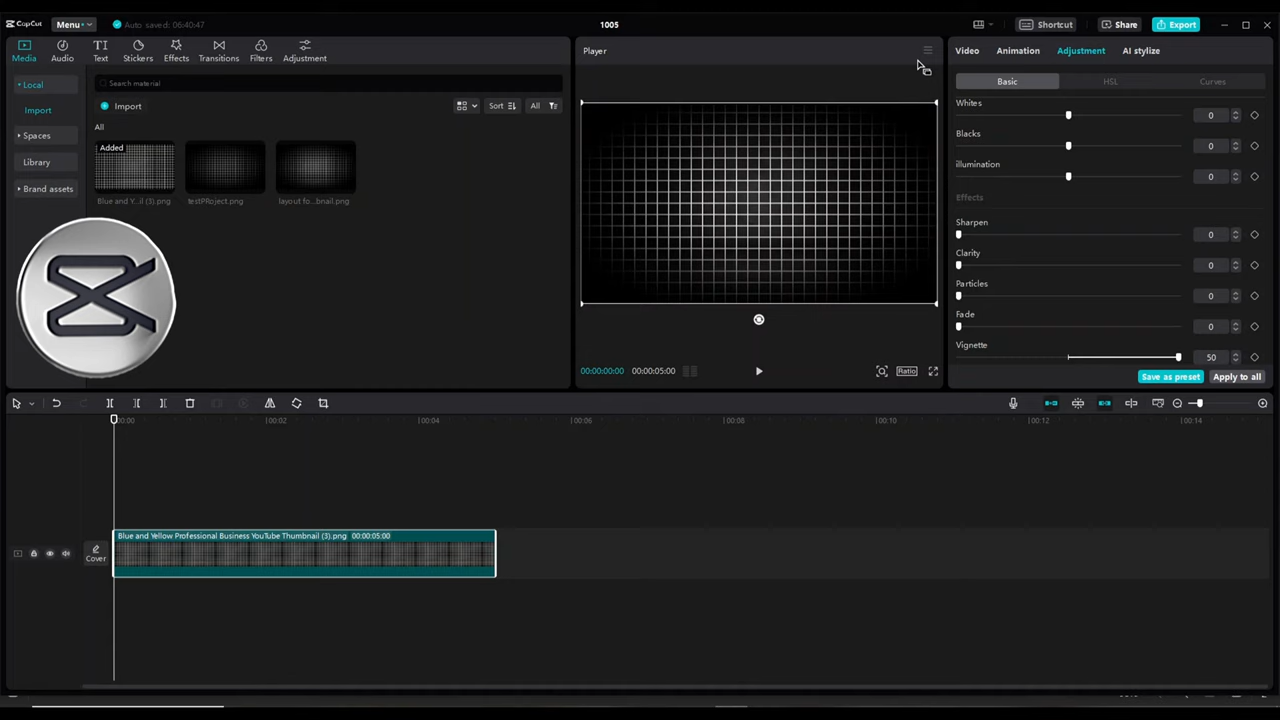 CapCut
Menu
Auto saved: 06:40:47
1005
Shortcut
Share
Export
Media
Audio
Text
Stickers
Effects
Transitions
Filters
Adjustment
Local
Import
Spaces
Library
Brand assets
Search material
Import
Sort
All
All
Added
Blue and Y...il (3).png
testPRoject.png
layout fo...bnail.png
Player
00:00:00:00
00:00:05:00
Ratio
Video
Animation
Adjustment
AI stylize
Basic
HSL
Curves
Whites
0
Blacks
0
illumination
0
Effects
Sharpen
0
Clarity
0
Particles
0
Fade
0
Vignette
50
Save as preset
Apply to all
00:00
00:02
00:04
00:06
00:08
00:10
00:12
00:14
Cover
Blue and Yellow Professional Business YouTube Thumbnail (3).png 00:00:05:00